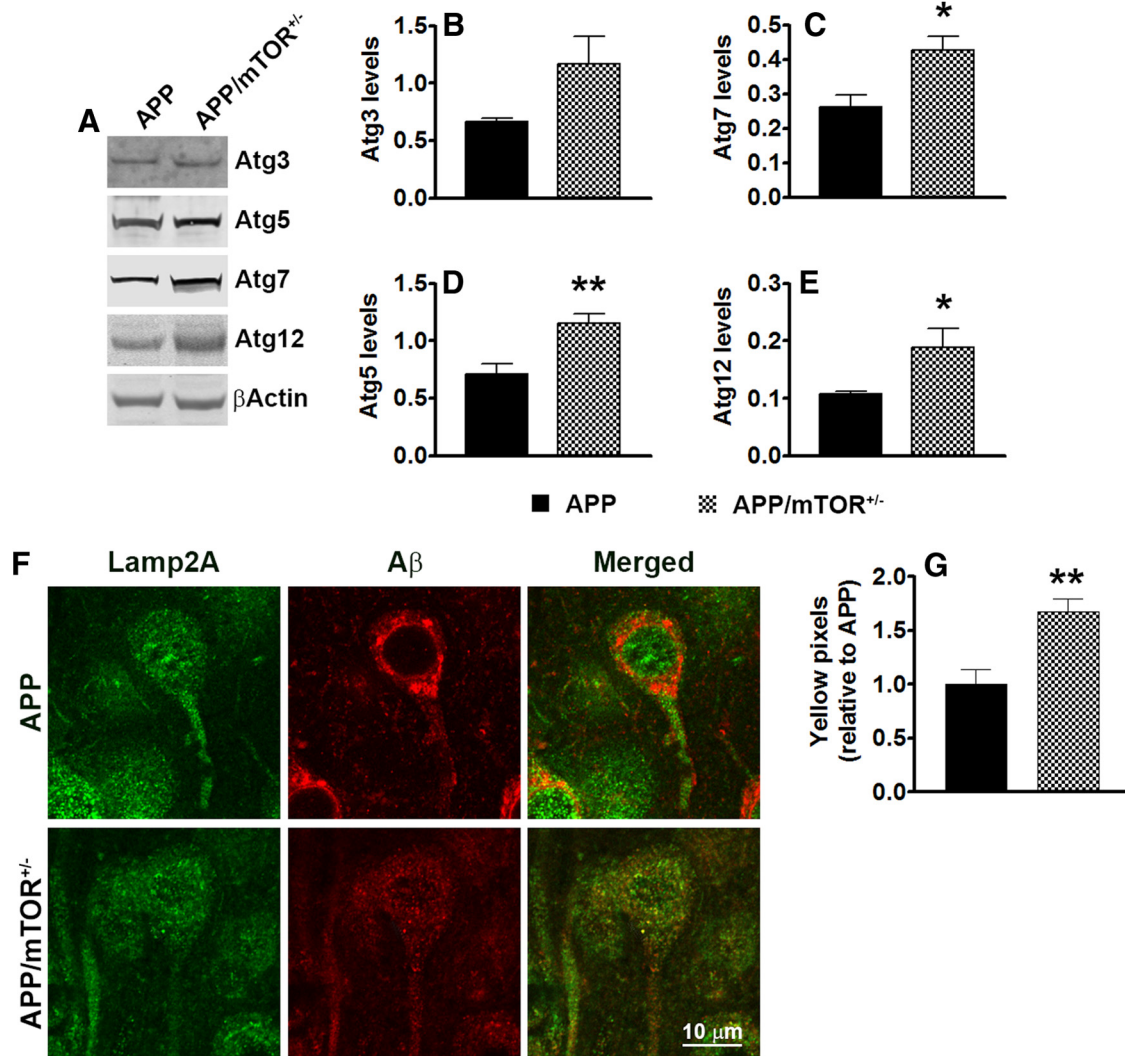 A
APP
APP/mTOR+/-
Atg3
Atg5
Atg7
Atg12
βActin
B
Atg3 levels
1.5
1.0
0.5
0.0
C
*
Atg7 levels
0.5
0.4
0.3
0.2
0.1
0.0
D
**
Atg5 levels
1.5
1.0
0.5
0.0
E
*
Atg12 levels
0.3
0.2
0.1
0.0
APP
APP/mTOR+/-
F
Lamp2A
Aβ
Merged
APP
APP/mTOR+/-
10 μm
G
**
Yellow pixels
(relative to APP)
2.0
1.5
1.0
0.5
0.0